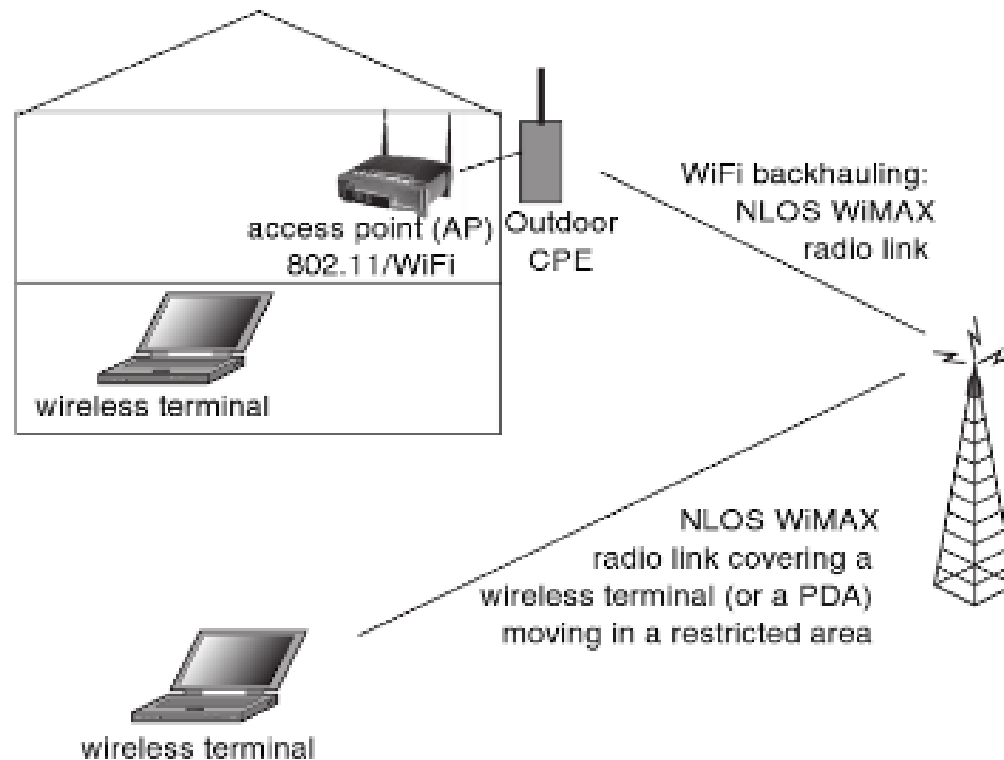 access point (AP)
802.11/WiFi
Outdoor
CPE
WiFi backhauling:
NLOS WiMAX
radio link
wireless terminal
NLOS WiMAX
radio link covering a
wireless terminal (or a PDA)
moving in a restricted area
wireless terminal